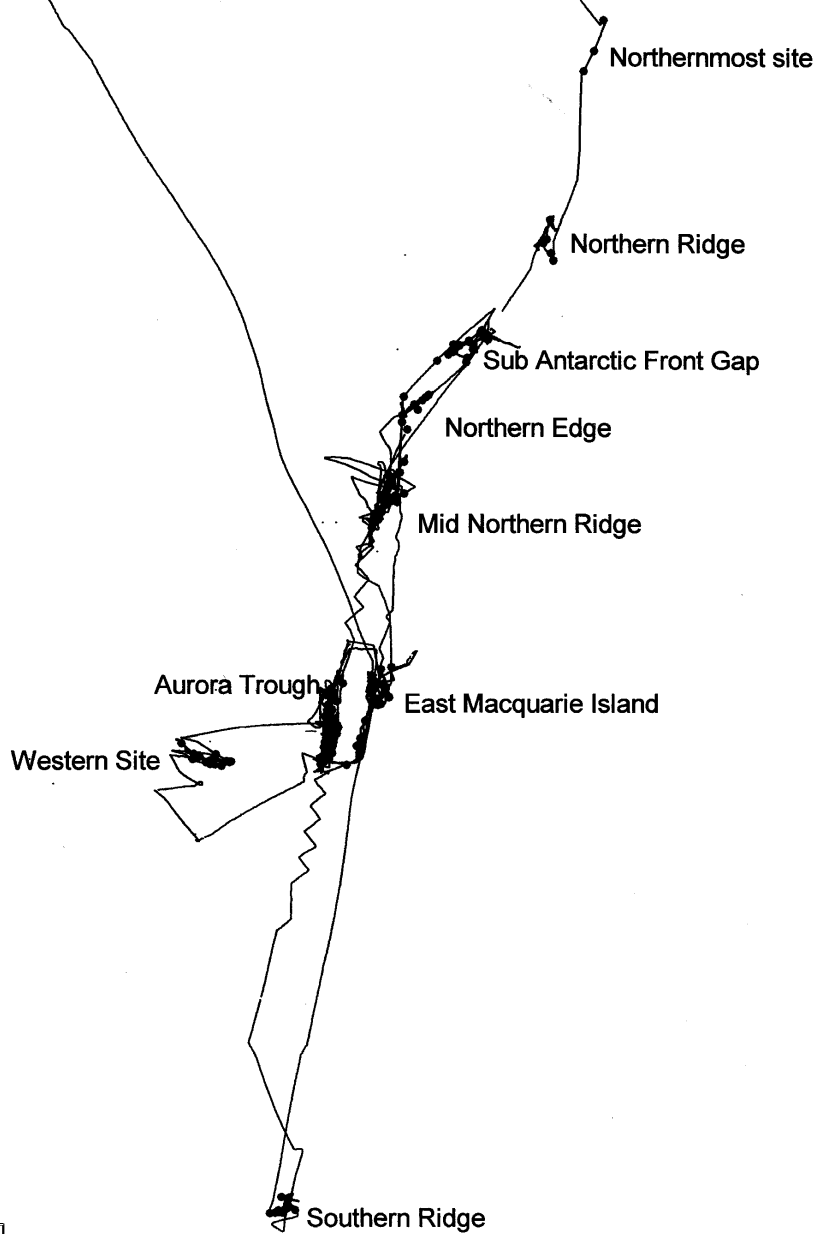 Northernmost site
Northern Ridge
Sub Antarctic Front Gap
Northern Edge
Mid Northern Ridge
Aurora Trough
East Macquarie Island
Western Site
Southern Ridge